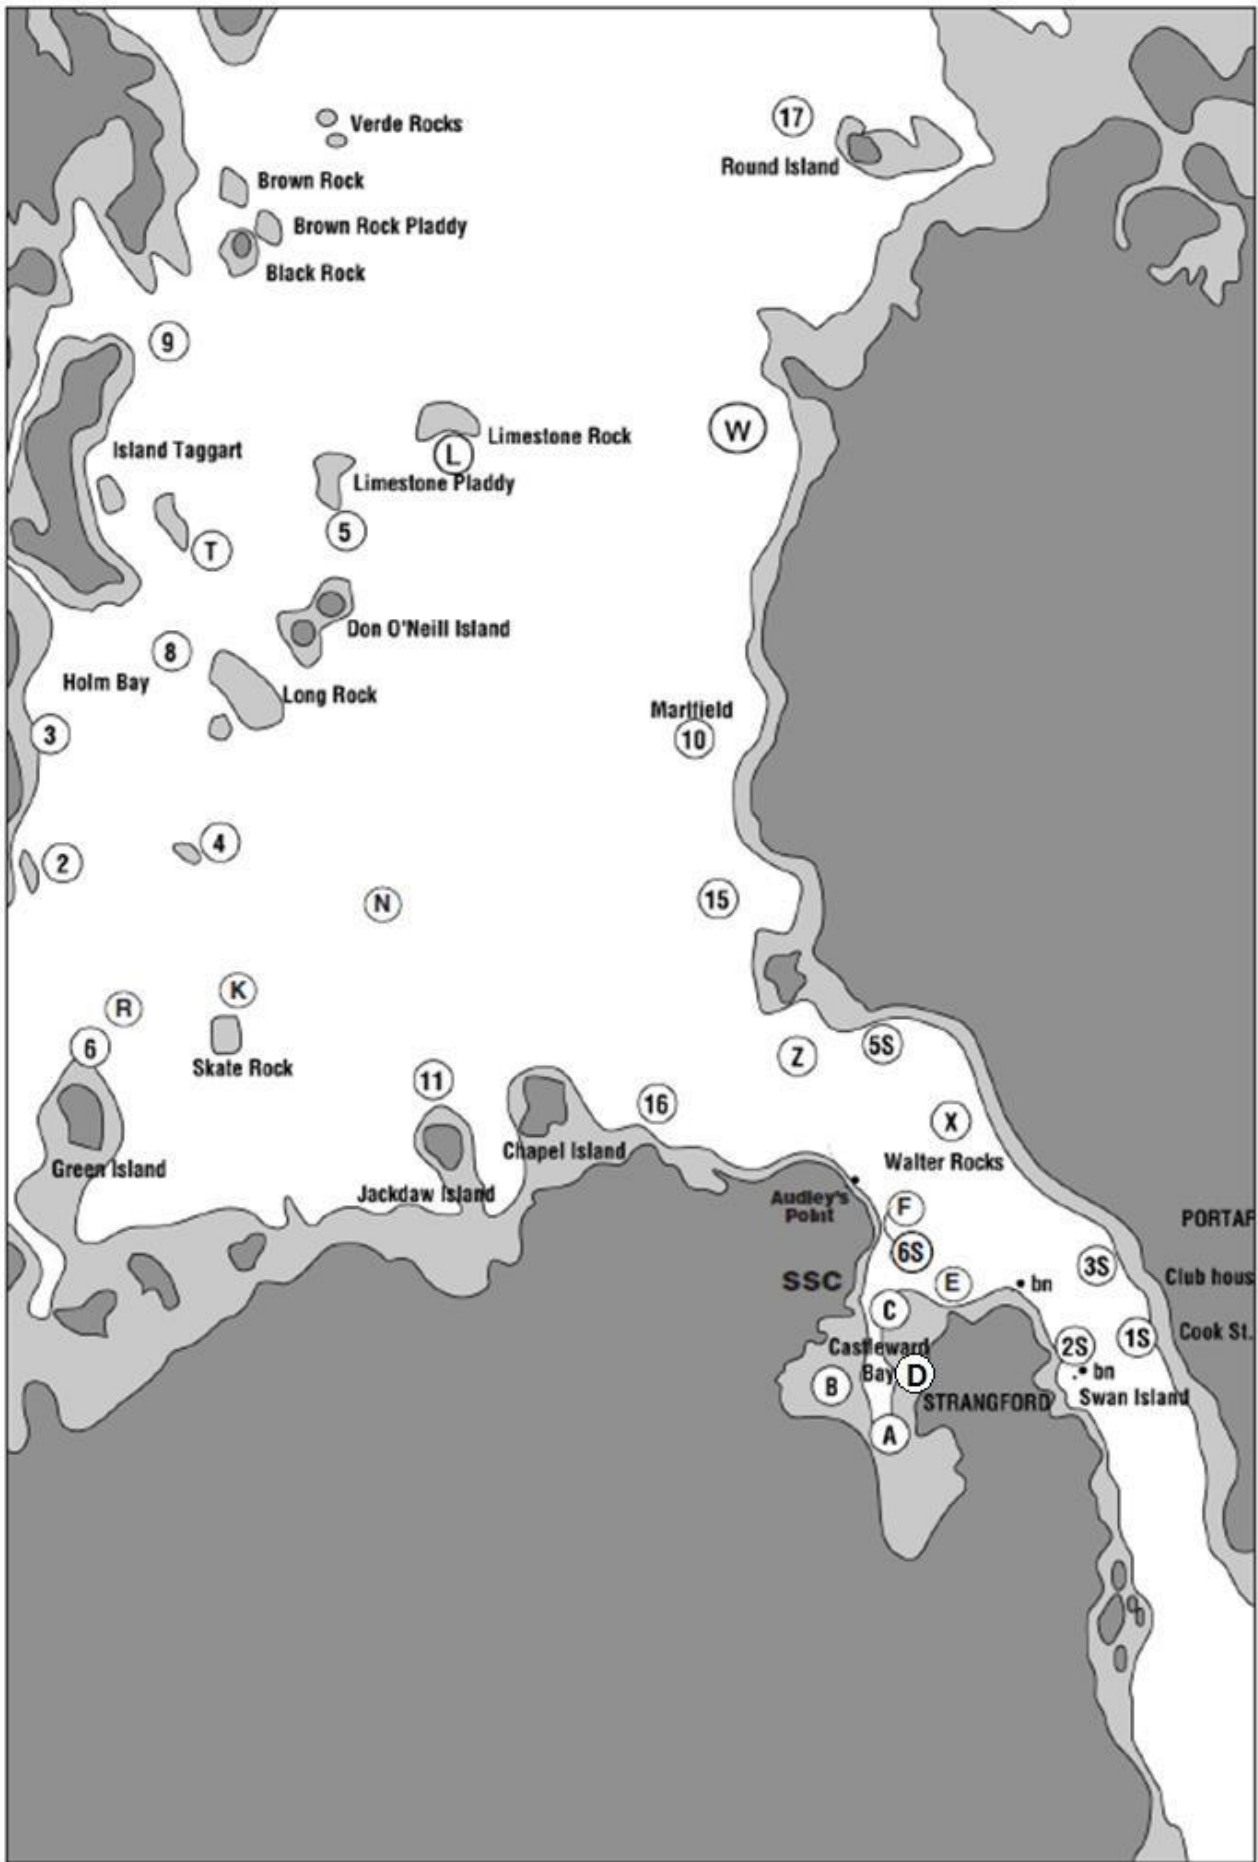 Verde Rocks
17
Round Island
Brown Rock
Brown Rock Pladdy
Black Rock
9
W
Limestone Rock
Island Taggart
L
Limestone Pladdy
5
T
Don O'Neill Island
8
Holm Bay
Long Rock
Marlfield
3
10
4
2
15
N
K
R
6
5S
Z
Skate Rock
11
16
X
Chapel Island
Walter Rocks
Green Island
Jackdaw Island
Audley's
Point
F
PORTAF
6S
3S
SSC
E
bn
Club hous
C
Cook St.
1S
2S
Castleward
Bay
D
bn
B
Swan Island
STRANGFORD
A